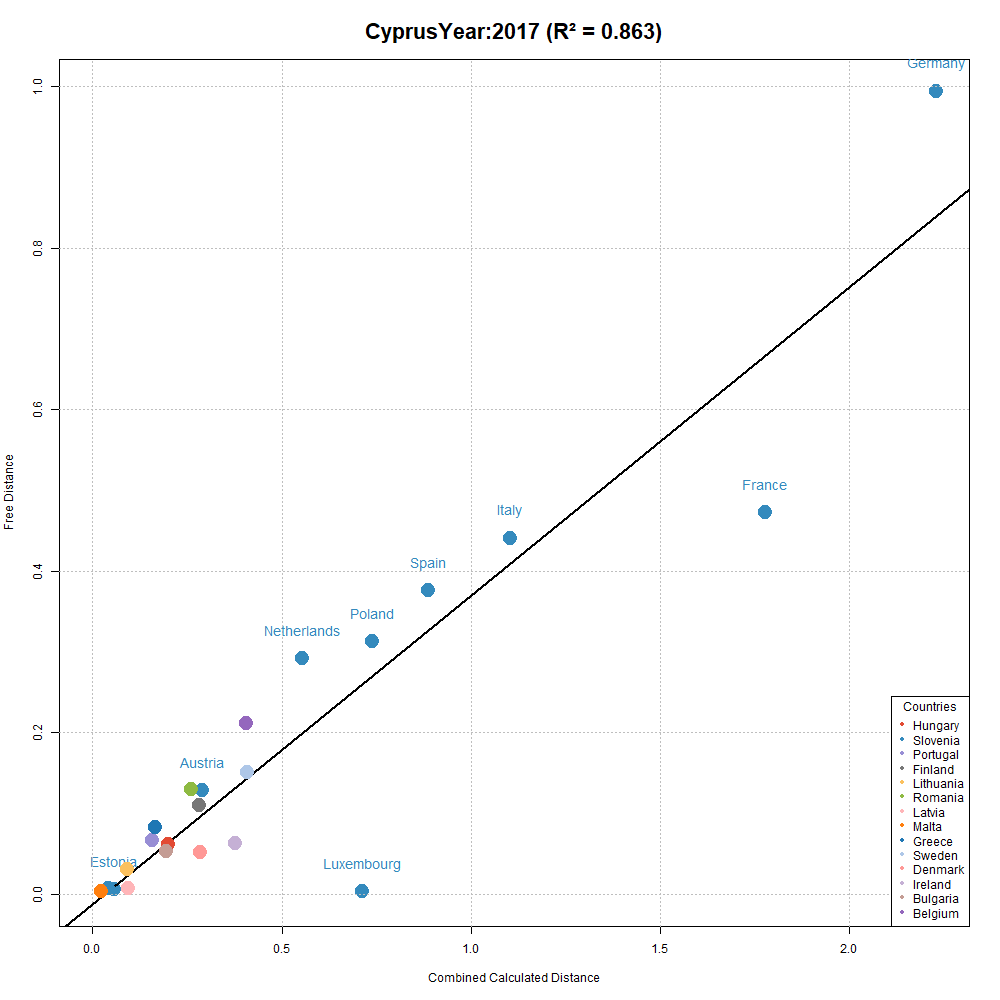 CyprusYear:2017 (R² = 0.863)
Germany
1.0
0.8
0.6
Free Distance
France
Italy
Spain
0.4
Poland
Netherlands
0.2
Austria
Estonia
Luxembourg
0.0
Countries
Hungary
Slovenia
Portugal
Finland
Lithuania
Romania
Latvia
Malta
Greece
Sweden
Denmark
Ireland
Bulgaria
Belgium
0.0 0.5 1.0 1.5 2.0
Combined Calculated Distance